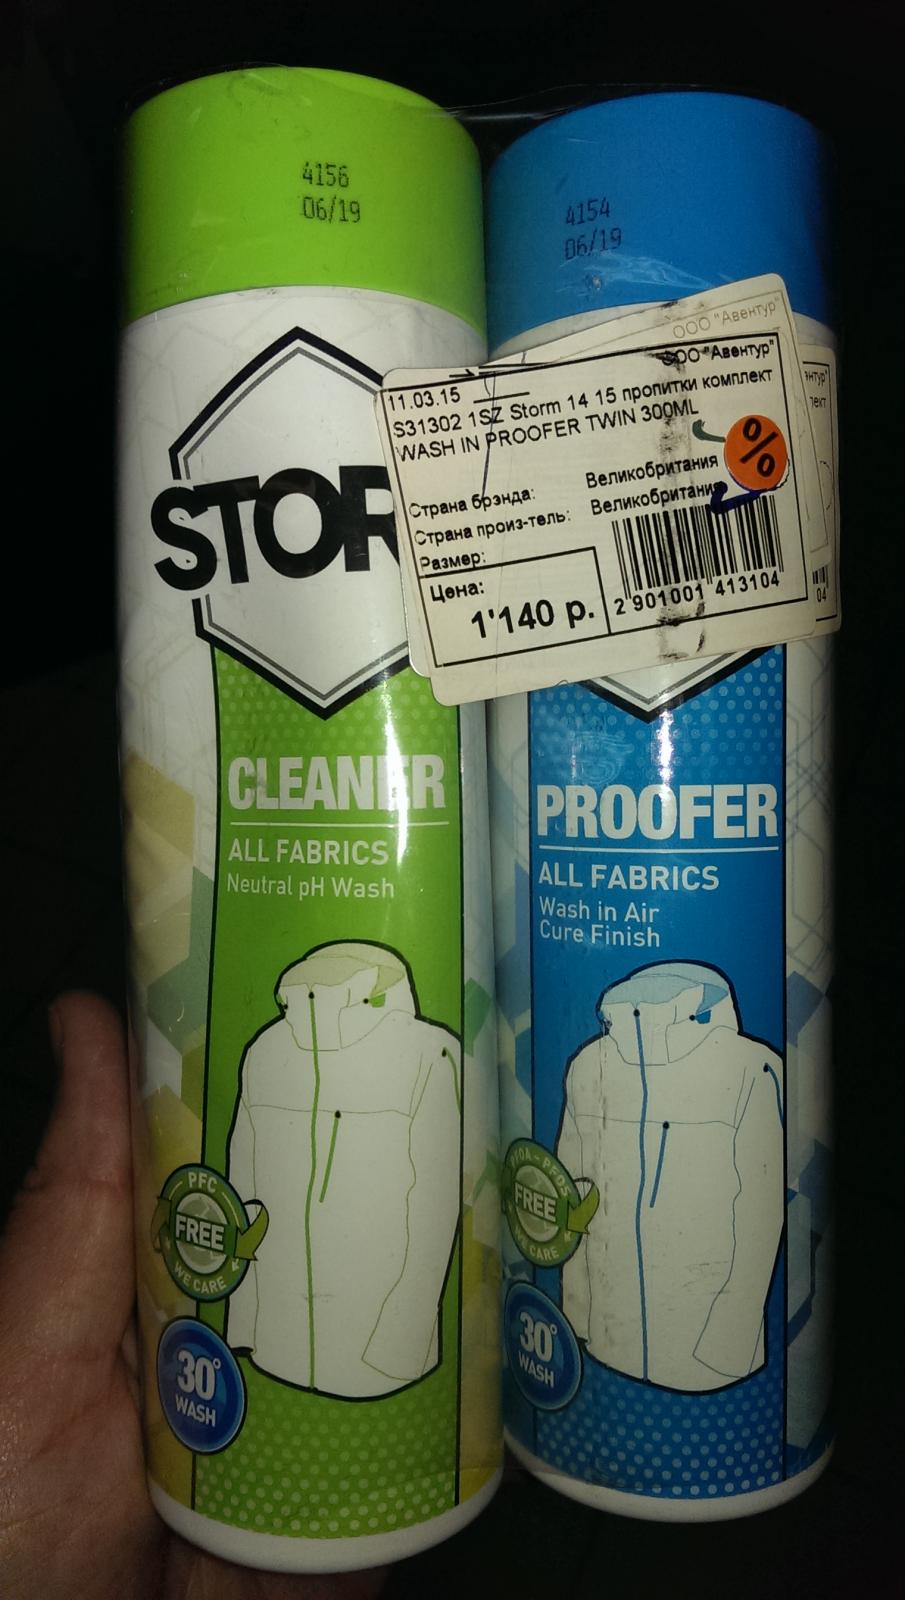 4156
06/19
4154
06/19
ООО "Авентур"
ООО "Авентур"
11.03.15
S31302 1SZ Storm 14 15 пропитки комплект
WASH IN PROOFER TWIN 300ML
%
Страна брэнда: Великобритания
Страна произ-тель: Великобритания
Размер:
Цена:
1'140 р.
2 901001 413104
04
STOR
CLEANER
ALL FABRICS
Neutral pH Wash
PFC
FREE
WE CARE
30°
WASH
PROOFER
ALL FABRICS
Wash in Air
Cure Finish
PFOA - PFOS
FREE
WE CARE
30°
WASH